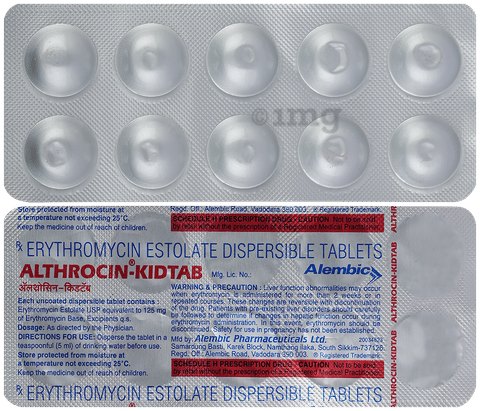 1mg
Store protected from moisture at
a temperature not exceeding 25°C.
Keep the medicine out of reach of children.
Regd. Off.: Alembic Road, Vadodara 390 003. ® Registered Trademark.
SCHEDULE H PRESCRIPTION DRUG - CAUTION Not to be sold
by retail without the prescription of a Registered Medical Practitioner.
Rx ERYTHROMYCIN ESTOLATE DISPERSIBLE TABLETS
ALTHROCIN®-KIDTAB
Mfg. Lic. No.:
Alembic
अ‍ॅलथ्रोसिन-किडटॅब
Each uncoated dispersible tablet contains :
Erythromycin Estolate USP equivalent to 125 mg
of Erythromycin Base, Excipients q.s.
Dosage: As directed by the Physician.
DIRECTIONS FOR USE: Disperse the tablet in a
teaspoonful (5 ml) of drinking water before use.
Store protected from moisture at
a temperature not exceeding 25°C.
Keep the medicine out of reach of children.
WARNING & PRECAUTION : Liver function abnormalities may occur
when erythromycin is administered for more than 2 weeks or in
repeated courses. These changes are reversible with discontinuation
of the drug. Patients with pre-existing liver disorders should carefully
be followed to determine if changes in hepatic function occur during
erythromycin administration. In this event, erythromycin should be
discontinued. Safety for use in pregnancy has not been established.
Mfd by: Alembic Pharmaceuticals Ltd.
Samardung Basti, Karek Block, Namthang, Namchi, South Sikkim-737132.
Regd. Off.: Alembic Road, Vadodara 390 003. ® Registered Trademark.
SCHEDULE H PRESCRIPTION DRUG - CAUTION Not to be sold
by retail without the prescription of a Registered Medical Practitioner.
Rx ERYTHROMYCIN ESTOLATE DISPERSIBLE TABLETS
ALTHROCIN-KIDTAB